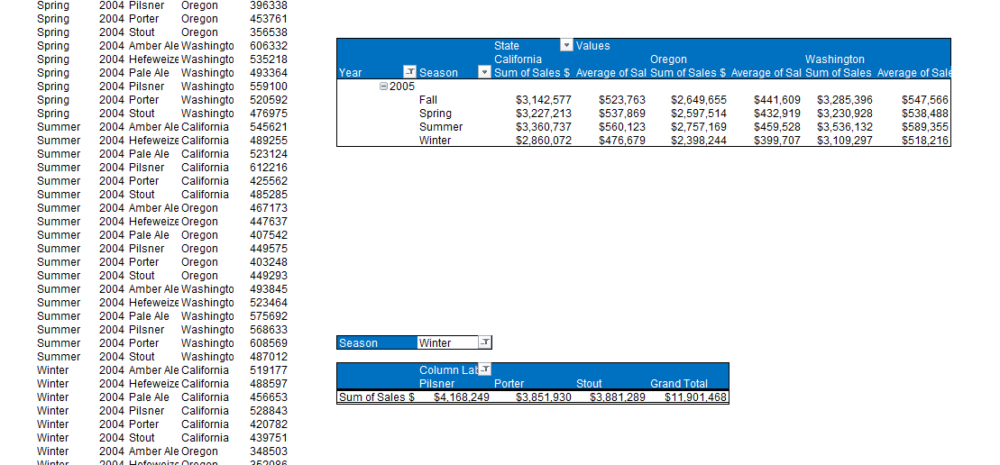 Spring 2004 Pilsner Oregon 396338
Spring 2004 Porter Oregon 453761
Spring 2004 Stout Oregon 356538
Spring 2004 Amber Ale Washingto 606332
Spring 2004 Hefeweize Washingto 535218
Spring 2004 Pale Ale Washingto 493364
Spring 2004 Pilsner Washingto 559100
Spring 2004 Porter Washingto 520592
Spring 2004 Stout Washingto 476975
Summer 2004 Amber Ale California 545621
Summer 2004 Hefeweize California 489255
Summer 2004 Pale Ale California 523124
Summer 2004 Pilsner California 612216
Summer 2004 Porter California 425562
Summer 2004 Stout California 485285
Summer 2004 Amber Ale Oregon 467173
Summer 2004 Hefeweize Oregon 447637
Summer 2004 Pale Ale Oregon 407542
Summer 2004 Pilsner Oregon 449575
Summer 2004 Porter Oregon 403248
Summer 2004 Stout Oregon 449293
Summer 2004 Amber Ale Washingto 493845
Summer 2004 Hefeweize Washingto 523464
Summer 2004 Pale Ale Washingto 575692
Summer 2004 Pilsner Washingto 568633
Summer 2004 Porter Washingto 608569
Summer 2004 Stout Washingto 487012
Winter 2004 Amber Ale California 519177
Winter 2004 Hefeweize California 488597
Winter 2004 Pale Ale California 456653
Winter 2004 Pilsner California 528843
Winter 2004 Porter California 420782
Winter 2004 Stout California 439751
Winter 2004 Amber Ale Oregon 348503
Winter 2004 Hefeweize Oregon 352086
State Values
California Oregon Washington
Year Season Sum of Sales $ Average of Sal Sum of Sales $ Average of Sal Sum of Sales Average of Sale
2005
Fall $3,142,577 $523,763 $2,649,655 $441,609 $3,285,396 $547,566
Spring $3,227,213 $537,869 $2,597,514 $432,919 $3,230,928 $538,488
Summer $3,360,737 $560,123 $2,757,169 $459,528 $3,536,132 $589,355
Winter $2,860,072 $476,679 $2,398,244 $399,707 $3,109,297 $518,216
Season Winter
Column Lab
Pilsner Porter Stout Grand Total
Sum of Sales $ $4,168,249 $3,851,930 $3,881,289 $11,901,468